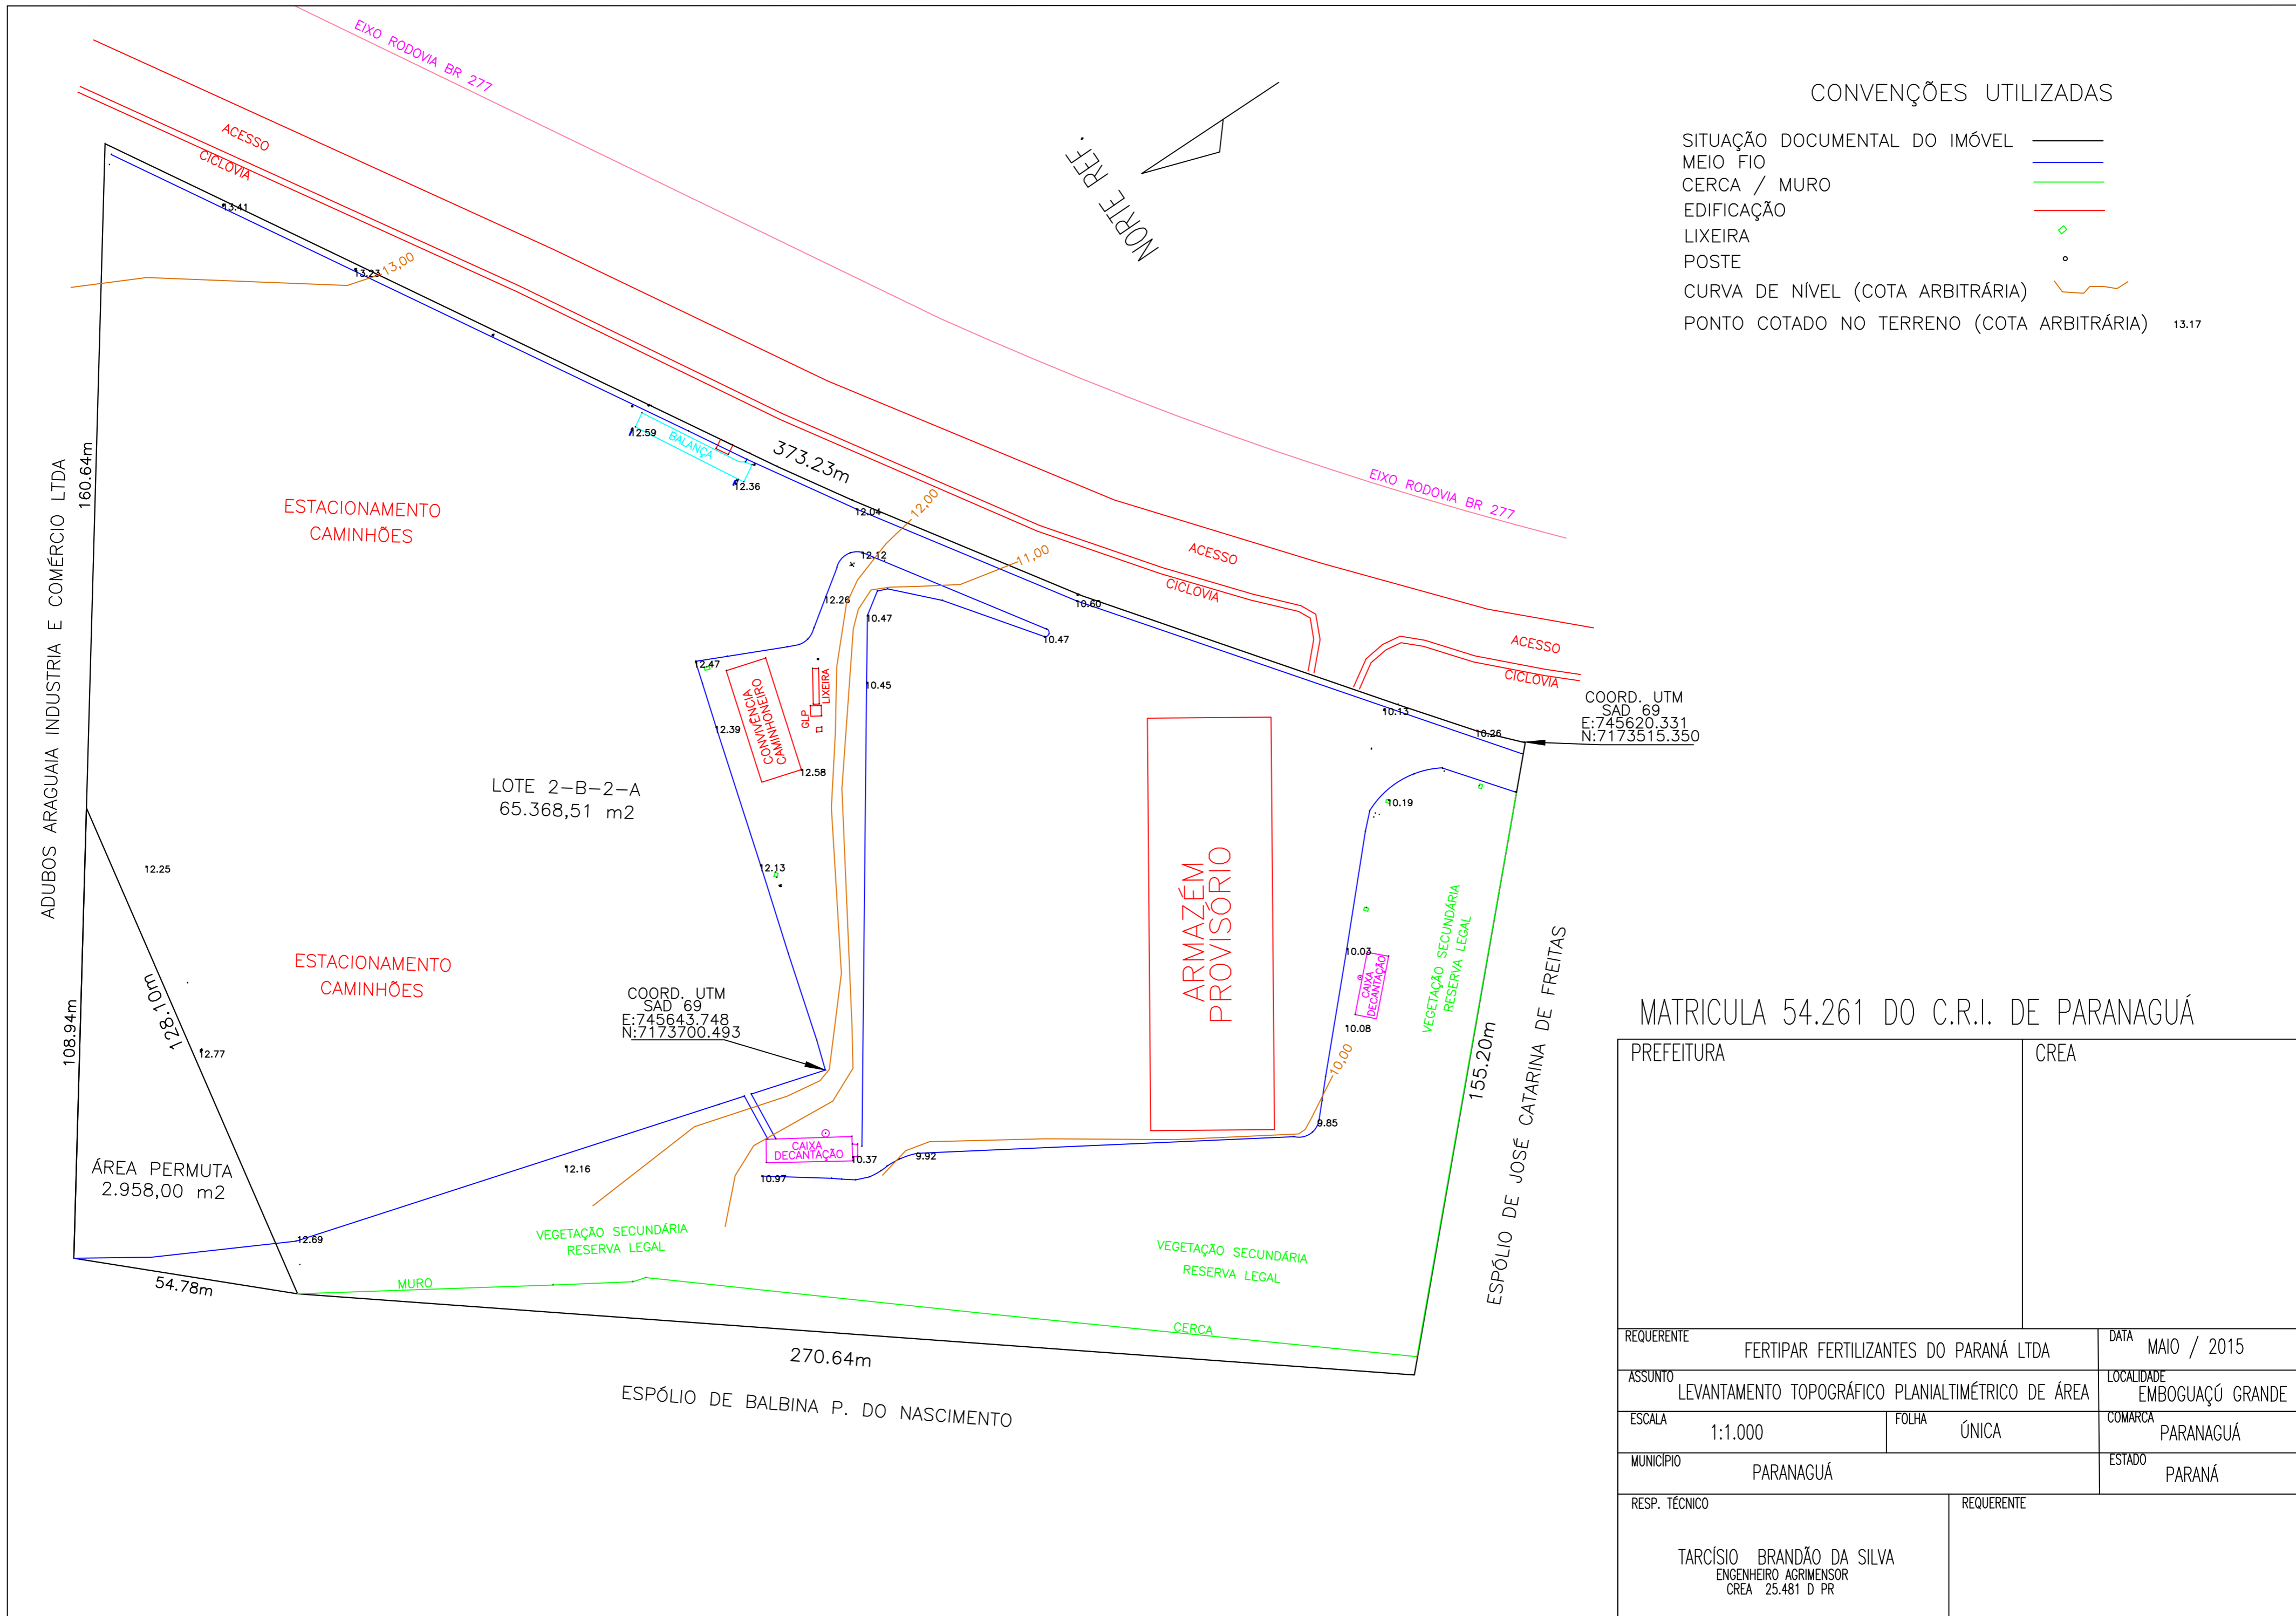 EIXO RODOVIA BR 277
ACESSO
CICLOVIA
13.41
13.23
13,00
NORTE REF.
CONVENÇÕES UTILIZADAS
SITUAÇÃO DOCUMENTAL DO IMÓVEL
MEIO FIO
CERCA / MURO
EDIFICAÇÃO
LIXEIRA
POSTE
CURVA DE NÍVEL (COTA ARBITRÁRIA)
PONTO COTADO NO TERRENO (COTA ARBITRÁRIA) 13.17
ADUBOS ARAGUAIA INDUSTRIA E COMÉRCIO LTDA
160.64m
ESTACIONAMENTO
CAMINHÕES
12.59
BALANÇA
12.36
373.23m
12.04
12,00
12.12
11,00
12.26
10.47
10.47
10.60
EIXO RODOVIA BR 277
ACESSO
CICLOVIA
ACESSO
CICLOVIA
COORD. UTM
SAD 69
E:745620.331
N:7173515.350
10.13
10.26
12.47
CONVIVENCIA
CAMINHONEIRO
GLP
LIXEIRA
10.45
12.39
12.58
LOTE 2-B-2-A
65.368,51 m2
10.19
12.25
12.13
ARMAZÉM
PROVISÓRIO
VEGETAÇÃO SECUNDÁRIA
RESERVA LEGAL
10.03
CAIXA
DECANTAÇÃO
10.08
10,00
155.20m
ESPÓLIO DE JOSÉ CATARINA DE FREITAS
ESTACIONAMENTO
CAMINHÕES
108.94m
128.10m
12.77
COORD. UTM
SAD 69
E:745643.748
N:7173700.493
9.85
CAIXA
DECANTAÇÃO
10.37
9.92
10.97
12.16
ÁREA PERMUTA
2.958,00 m2
12.69
VEGETAÇÃO SECUNDÁRIA
RESERVA LEGAL
VEGETAÇÃO SECUNDÁRIA
RESERVA LEGAL
54.78m
MURO
CERCA
270.64m
ESPÓLIO DE BALBINA P. DO NASCIMENTO
MATRICULA 54.261 DO C.R.I. DE PARANAGUÁ
PREFEITURA
CREA
REQUERENTE
FERTIPAR FERTILIZANTES DO PARANÁ LTDA
DATA
MAIO / 2015
ASSUNTO
LEVANTAMENTO TOPOGRÁFICO PLANIALTIMÉTRICO DE ÁREA
LOCALIDADE
EMBOGUAÇÚ GRANDE
ESCALA
1:1.000
FOLHA
ÚNICA
COMARCA
PARANAGUÁ
MUNICÍPIO
PARANAGUÁ
ESTADO
PARANÁ
RESP. TÉCNICO
REQUERENTE
TARCÍSIO BRANDÃO DA SILVA
ENGENHEIRO AGRIMENSOR
CREA 25.481 D PR